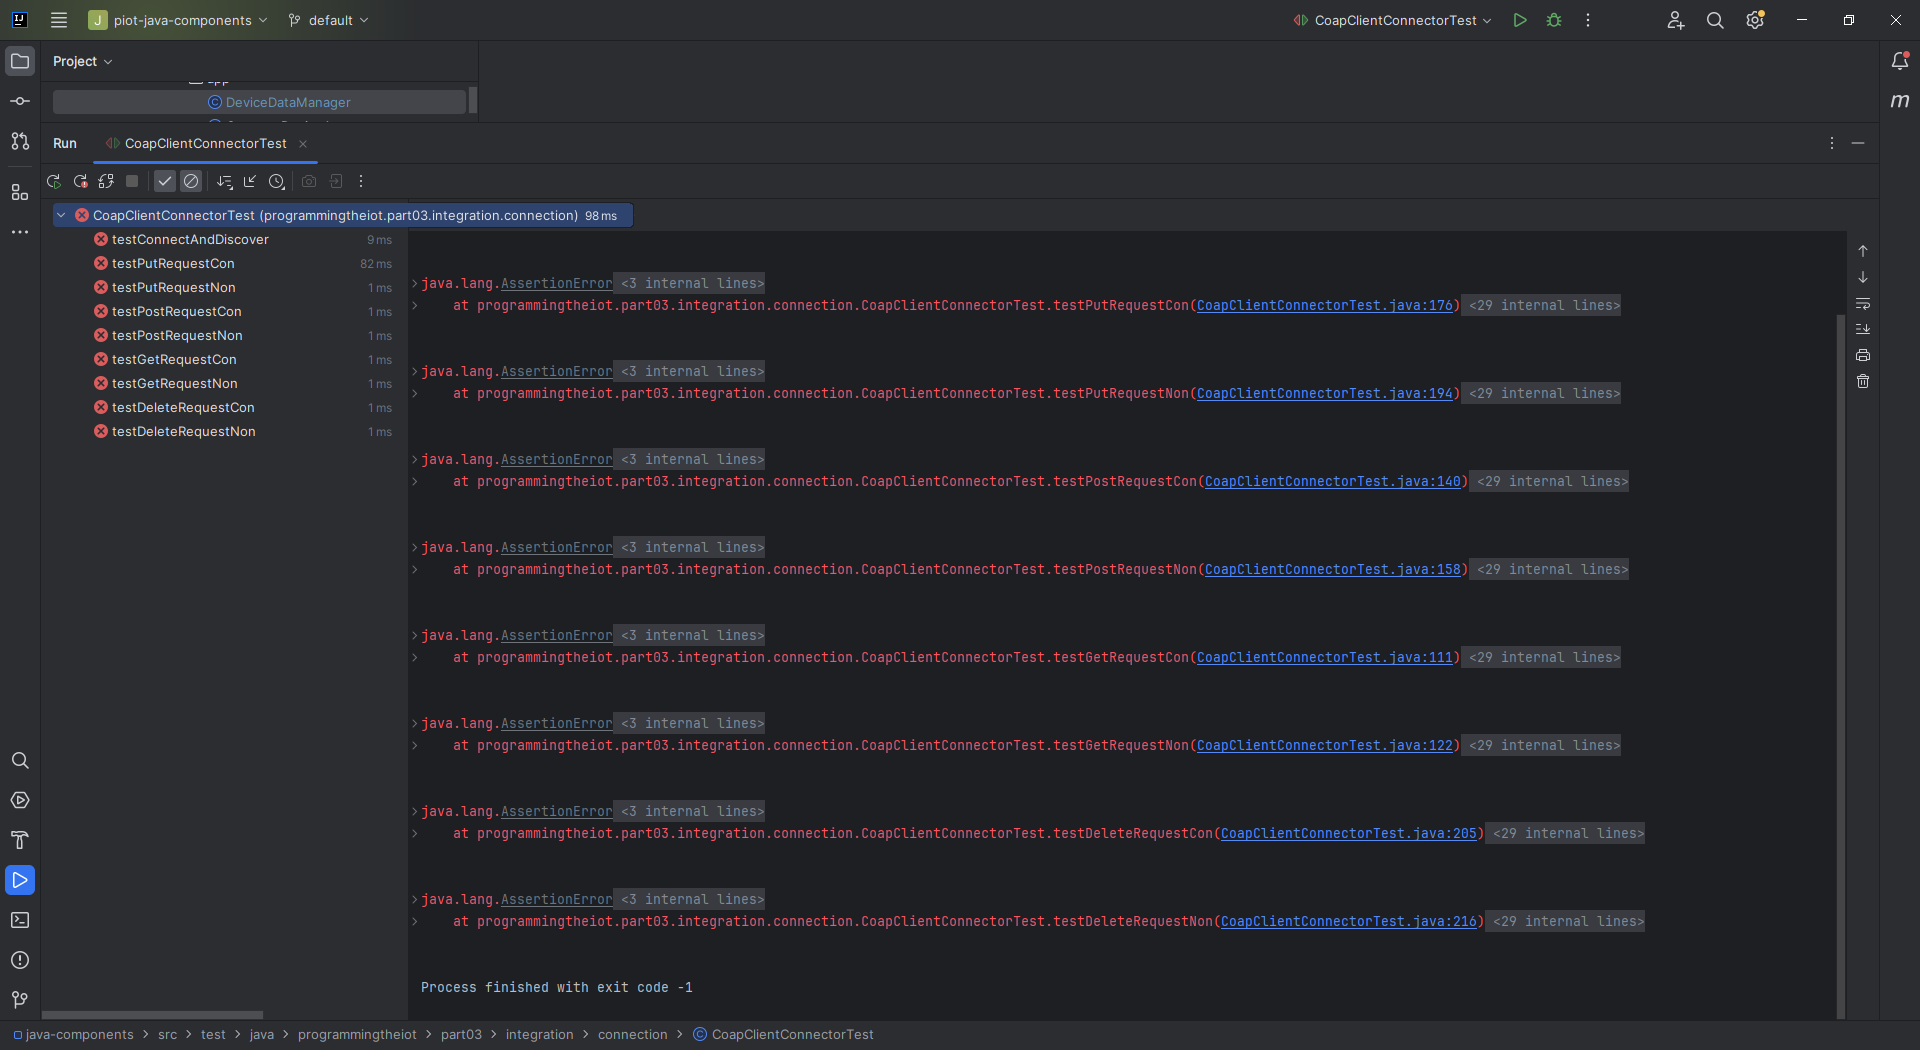 J piot-java-components default CoapClientConnectorTest
Project
app
DeviceDataManager
Run CoapClientConnectorTest
CoapClientConnectorTest (programmingtheiot.part03.integration.connection) 98 ms
testConnectAndDiscover 9 ms
testPutRequestCon 82 ms
testPutRequestNon 1 ms
testPostRequestCon 1 ms
testPostRequestNon 1 ms
testGetRequestCon 1 ms
testGetRequestNon 1 ms
testDeleteRequestCon 1 ms
testDeleteRequestNon 1 ms
java.lang.AssertionError <3 internal lines>
at programmingtheiot.part03.integration.connection.CoapClientConnectorTest.testPutRequestCon(CoapClientConnectorTest.java:176) <29 internal lines>
java.lang.AssertionError <3 internal lines>
at programmingtheiot.part03.integration.connection.CoapClientConnectorTest.testPutRequestNon(CoapClientConnectorTest.java:194) <29 internal lines>
java.lang.AssertionError <3 internal lines>
at programmingtheiot.part03.integration.connection.CoapClientConnectorTest.testPostRequestCon(CoapClientConnectorTest.java:140) <29 internal lines>
java.lang.AssertionError <3 internal lines>
at programmingtheiot.part03.integration.connection.CoapClientConnectorTest.testPostRequestNon(CoapClientConnectorTest.java:158) <29 internal lines>
java.lang.AssertionError <3 internal lines>
at programmingtheiot.part03.integration.connection.CoapClientConnectorTest.testGetRequestCon(CoapClientConnectorTest.java:111) <29 internal lines>
java.lang.AssertionError <3 internal lines>
at programmingtheiot.part03.integration.connection.CoapClientConnectorTest.testGetRequestNon(CoapClientConnectorTest.java:122) <29 internal lines>
java.lang.AssertionError <3 internal lines>
at programmingtheiot.part03.integration.connection.CoapClientConnectorTest.testDeleteRequestCon(CoapClientConnectorTest.java:205) <29 internal lines>
java.lang.AssertionError <3 internal lines>
at programmingtheiot.part03.integration.connection.CoapClientConnectorTest.testDeleteRequestNon(CoapClientConnectorTest.java:216) <29 internal lines>
Process finished with exit code -1
java-components > src > test > java > programmingtheiot > part03 > integration > connection > CoapClientConnectorTest